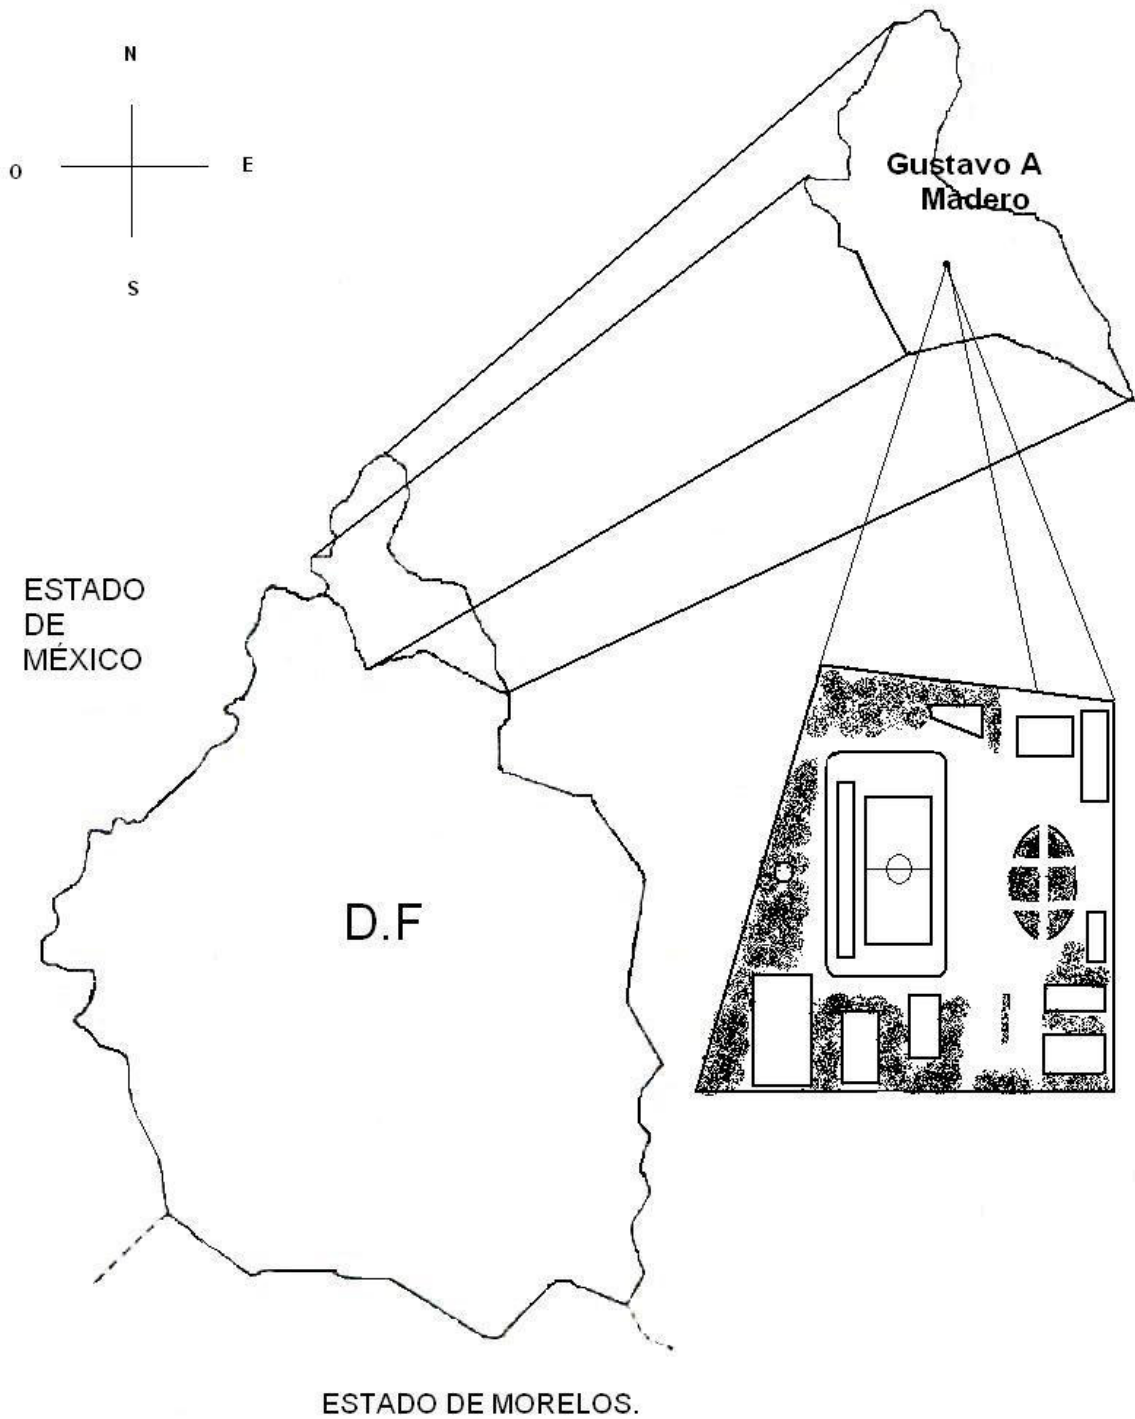 N
O
E
S
Gustavo A
Madero
ESTADO
DE
MÉXICO
D.F
ESTADO DE MORELOS.